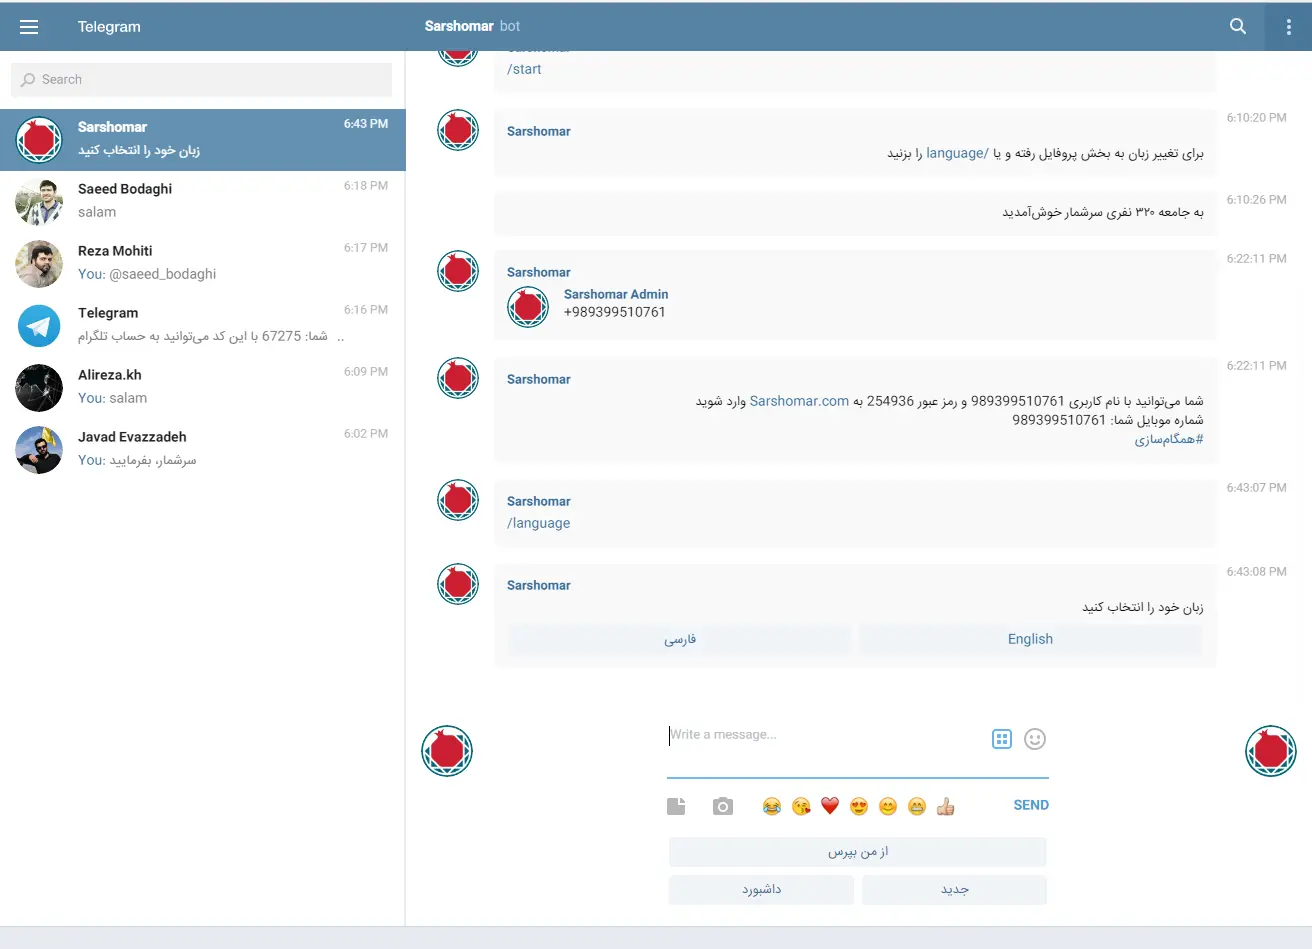 Telegram
Sarshomar bot
Search
Sarshomar 6:43 PM
زبان خود را انتخاب کنید
Saeed Bodaghi 6:18 PM
salam
Reza Mohiti 6:17 PM
You: @saeed_bodaghi
Telegram 6:16 PM
شما: 67275 با این کد می‌توانید به حساب تلگرام ..
Alireza.kh 6:09 PM
You: salam
Javad Evazzadeh 6:02 PM
You: سرشمار، بفرمایید
Sarshomar
/start
Sarshomar 6:10:20 PM
برای تغییر زبان به بخش پروفایل رفته و یا /language را بزنید
6:10:26 PM
به جامعه ۳۲۰ نفری سرشمار خوش‌آمدید
Sarshomar 6:22:11 PM
Sarshomar Admin
+989399510761
Sarshomar 6:22:11 PM
شما می‌توانید با نام کاربری 989399510761 و رمز عبور 254936 به Sarshomar.com وارد شوید
شماره موبایل شما: 989399510761
#همگام‌سازی
Sarshomar 6:43:07 PM
/language
Sarshomar 6:43:08 PM
زبان خود را انتخاب کنید
فارسی English
Write a message...
SEND
از من بپرس
داشبورد جدید